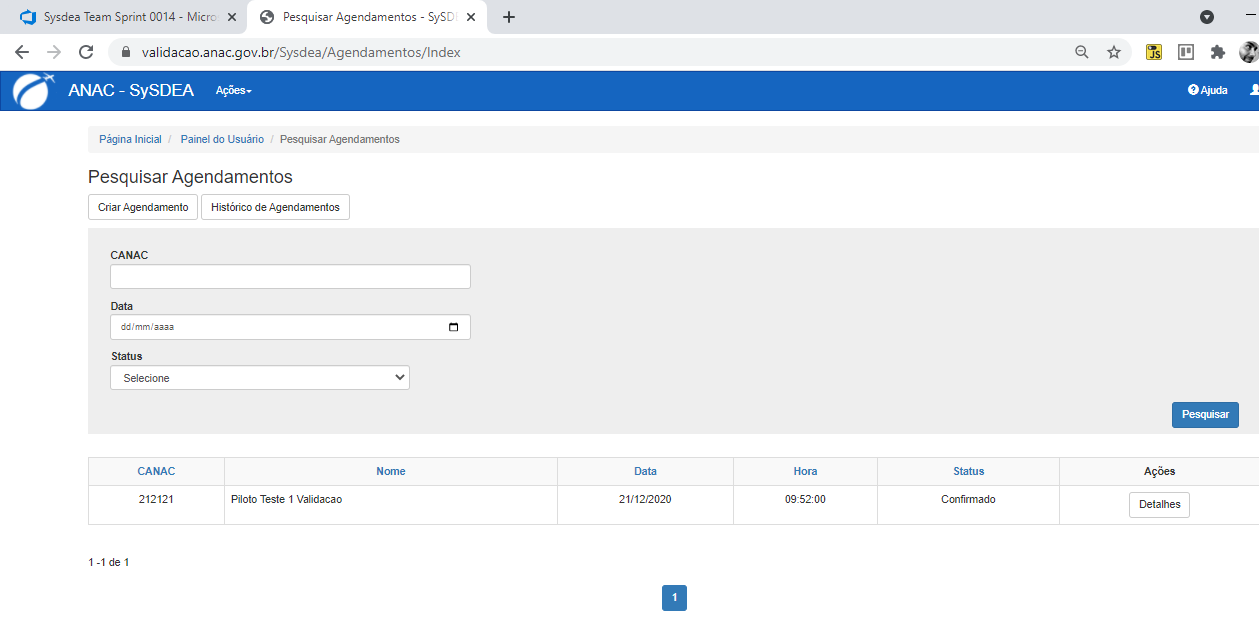 Sysdea Team Sprint 0014 - Micro
Pesquisar Agendamentos - SySD
validacao.anac.gov.br/Sysdea/Agendamentos/Index
JS
ANAC - SySDEA Ações
Ajuda
Página Inicial / Painel do Usuário / Pesquisar Agendamentos
Pesquisar Agendamentos
Criar Agendamento Histórico de Agendamentos
CANAC
Data
dd/mm/aaaa
Status
Selecione
Pesquisar
CANAC Nome Data Hora Status Ações
212121 Piloto Teste 1 Validacao 21/12/2020 09:52:00 Confirmado Detalhes
1 -1 de 1
1